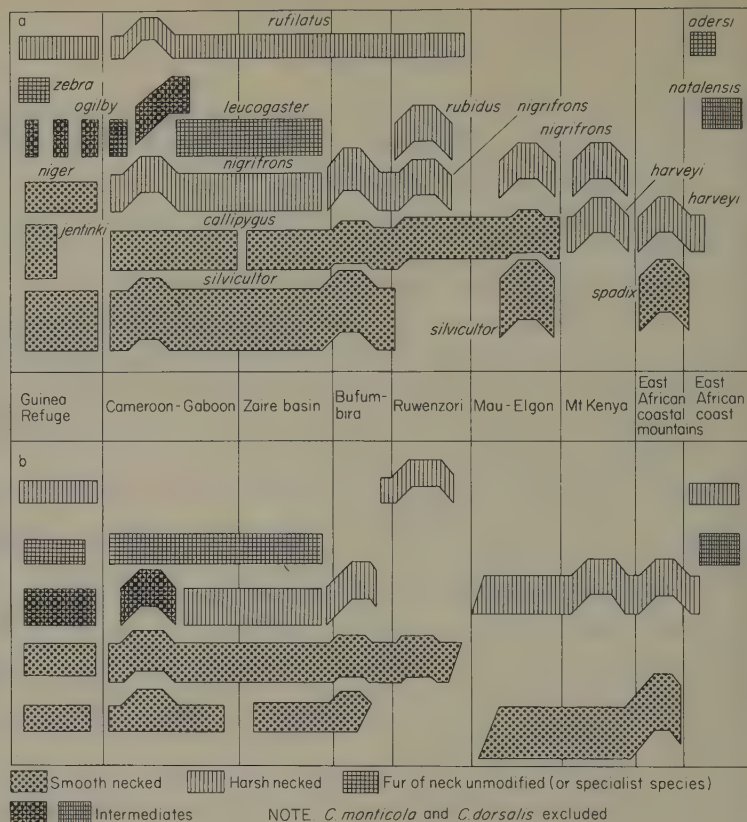 a
rufilatus
adersi
zebra
ogilby
leucogaster
rubidus
nigrifrons
natalensis
nigrifrons
niger
nigrifrons
harveyi
harveyi
jentinki
callipygus
silvicultor
silvicultor
spadix
Guinea Refuge
Cameroon-Gaboon
Zaire basin
Bufum-
bira
Ruwenzori
Mau-Elgon
Mt Kenya
East
African
coastal
mountains
East
African
coast
b
Smooth necked
Harsh necked
Fur of neck unmodified (or specialist species)
Intermediates
NOTE. C. monticola and C. dorsalis excluded